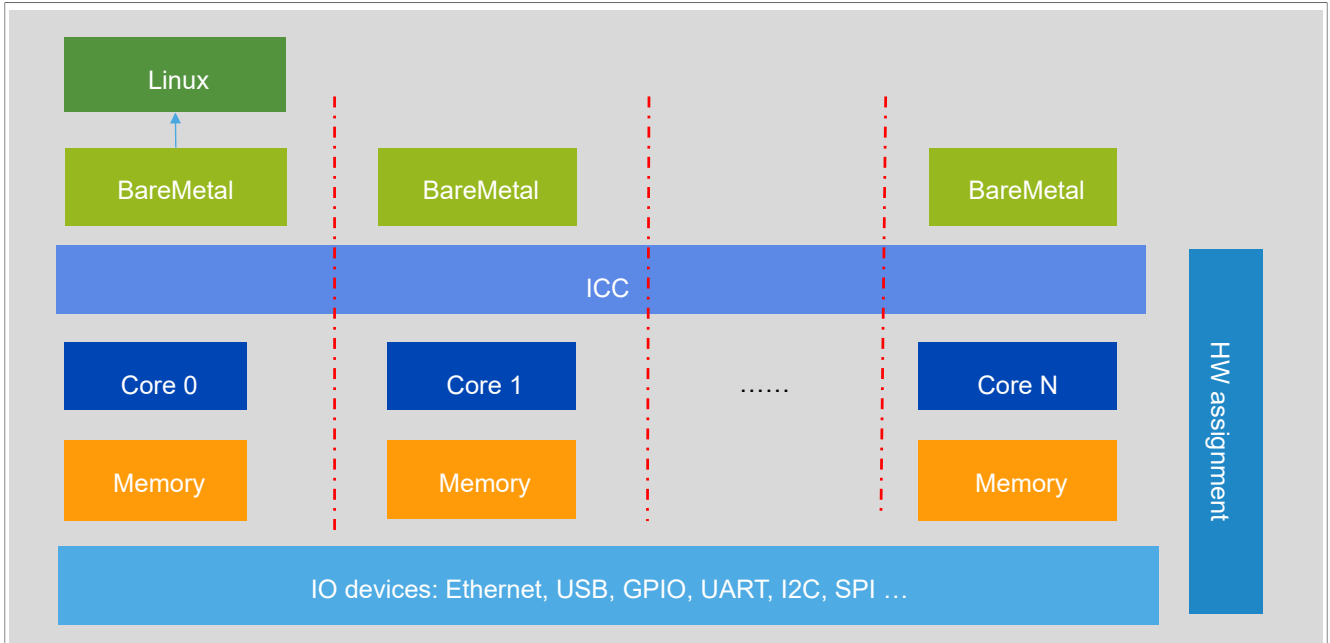 Linux
BareMetal
BareMetal
BareMetal
ICC
Core 0
Core 1
......
Core N
Memory
Memory
Memory
HW assignment
IO devices: Ethernet, USB, GPIO, UART, I2C, SPI …